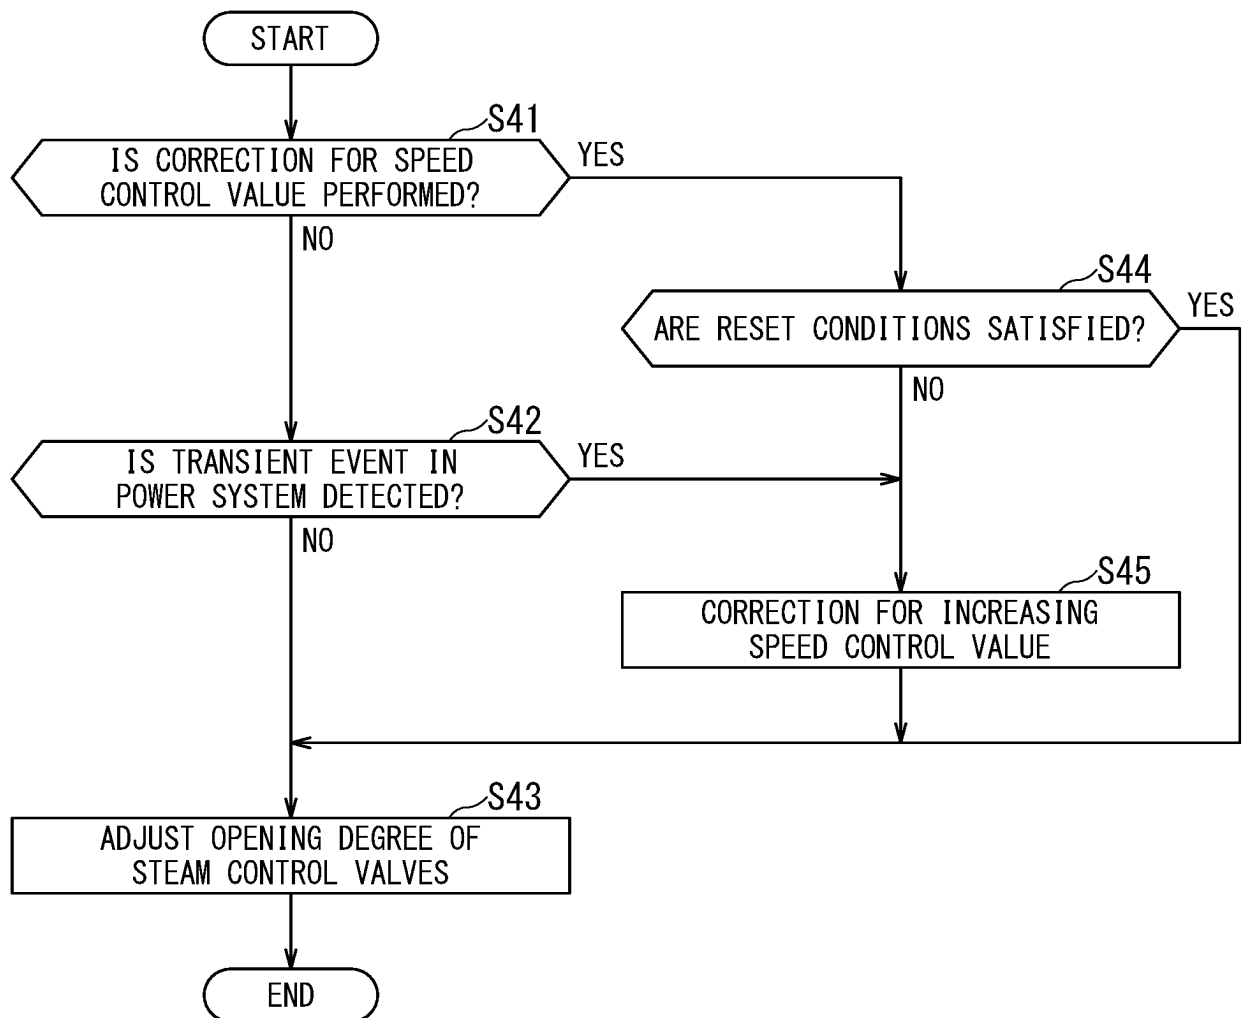 START
S41
IS CORRECTION FOR SPEED
CONTROL VALUE PERFORMED?
YES
NO
S44
ARE RESET CONDITIONS SATISFIED?
YES
NO
S42
IS TRANSIENT EVENT IN
POWER SYSTEM DETECTED?
YES
NO
S45
CORRECTION FOR INCREASING
SPEED CONTROL VALUE
S43
ADJUST OPENING DEGREE OF
STEAM CONTROL VALVES
END